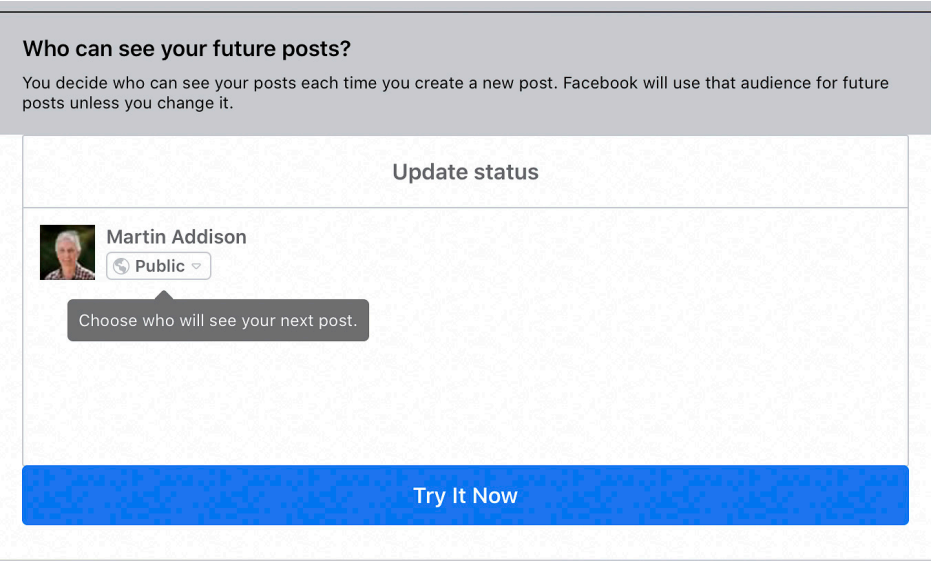 Who can see your future posts?
You decide who can see your posts each time you create a new post. Facebook will use that audience for future
posts unless you change it.
Update status
Martin Addison
Public
Choose who will see your next post.
Try It Now